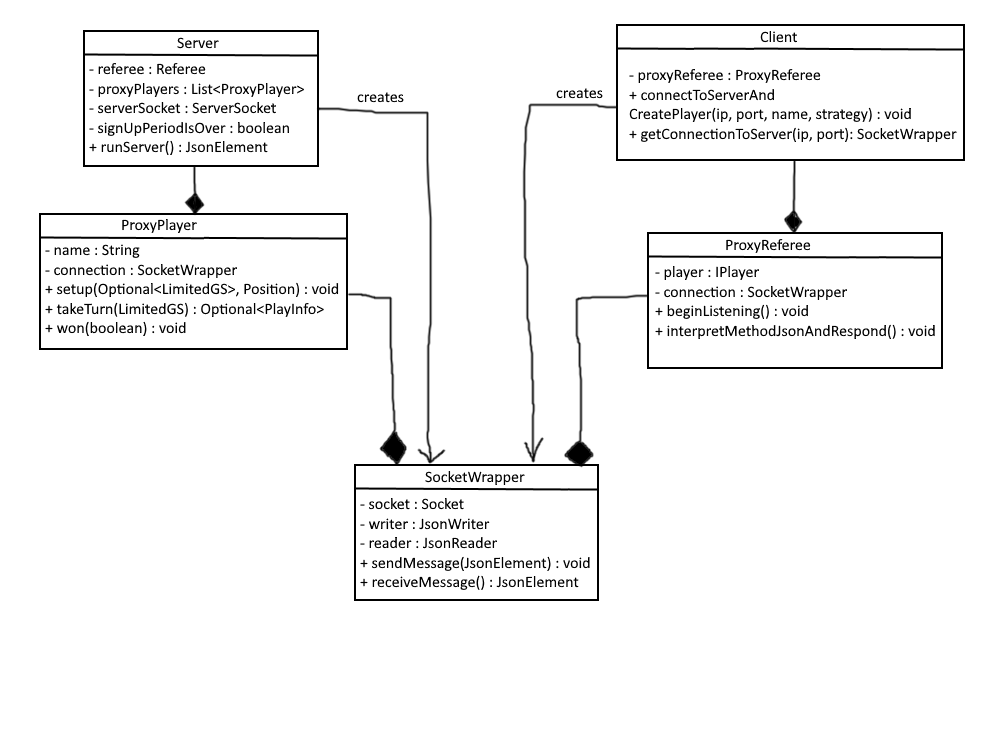 Server
- referee : Referee
- proxyPlayers : List<ProxyPlayer>
- serverSocket : ServerSocket
- signUpPeriodIsOver : boolean
+ runServer() : JsonElement
creates
creates
Client
- proxyReferee : ProxyReferee
+ connectToServerAnd
CreatePlayer(ip, port, name, strategy) : void
+ getConnectionToServer(ip, port): SocketWrapper
ProxyPlayer
- name : String
- connection : SocketWrapper
+ setup(Optional<LimitedGS>, Position) : void
+ takeTurn(LimitedGS) : Optional<PlayInfo>
+ won(boolean) : void
ProxyReferee
- player : IPlayer
- connection : SocketWrapper
+ beginListening() : void
+ interpretMethodJsonAndRespond() : void
SocketWrapper
- socket : Socket
- writer : JsonWriter
- reader : JsonReader
+ sendMessage(JsonElement) : void
+ receiveMessage() : JsonElement